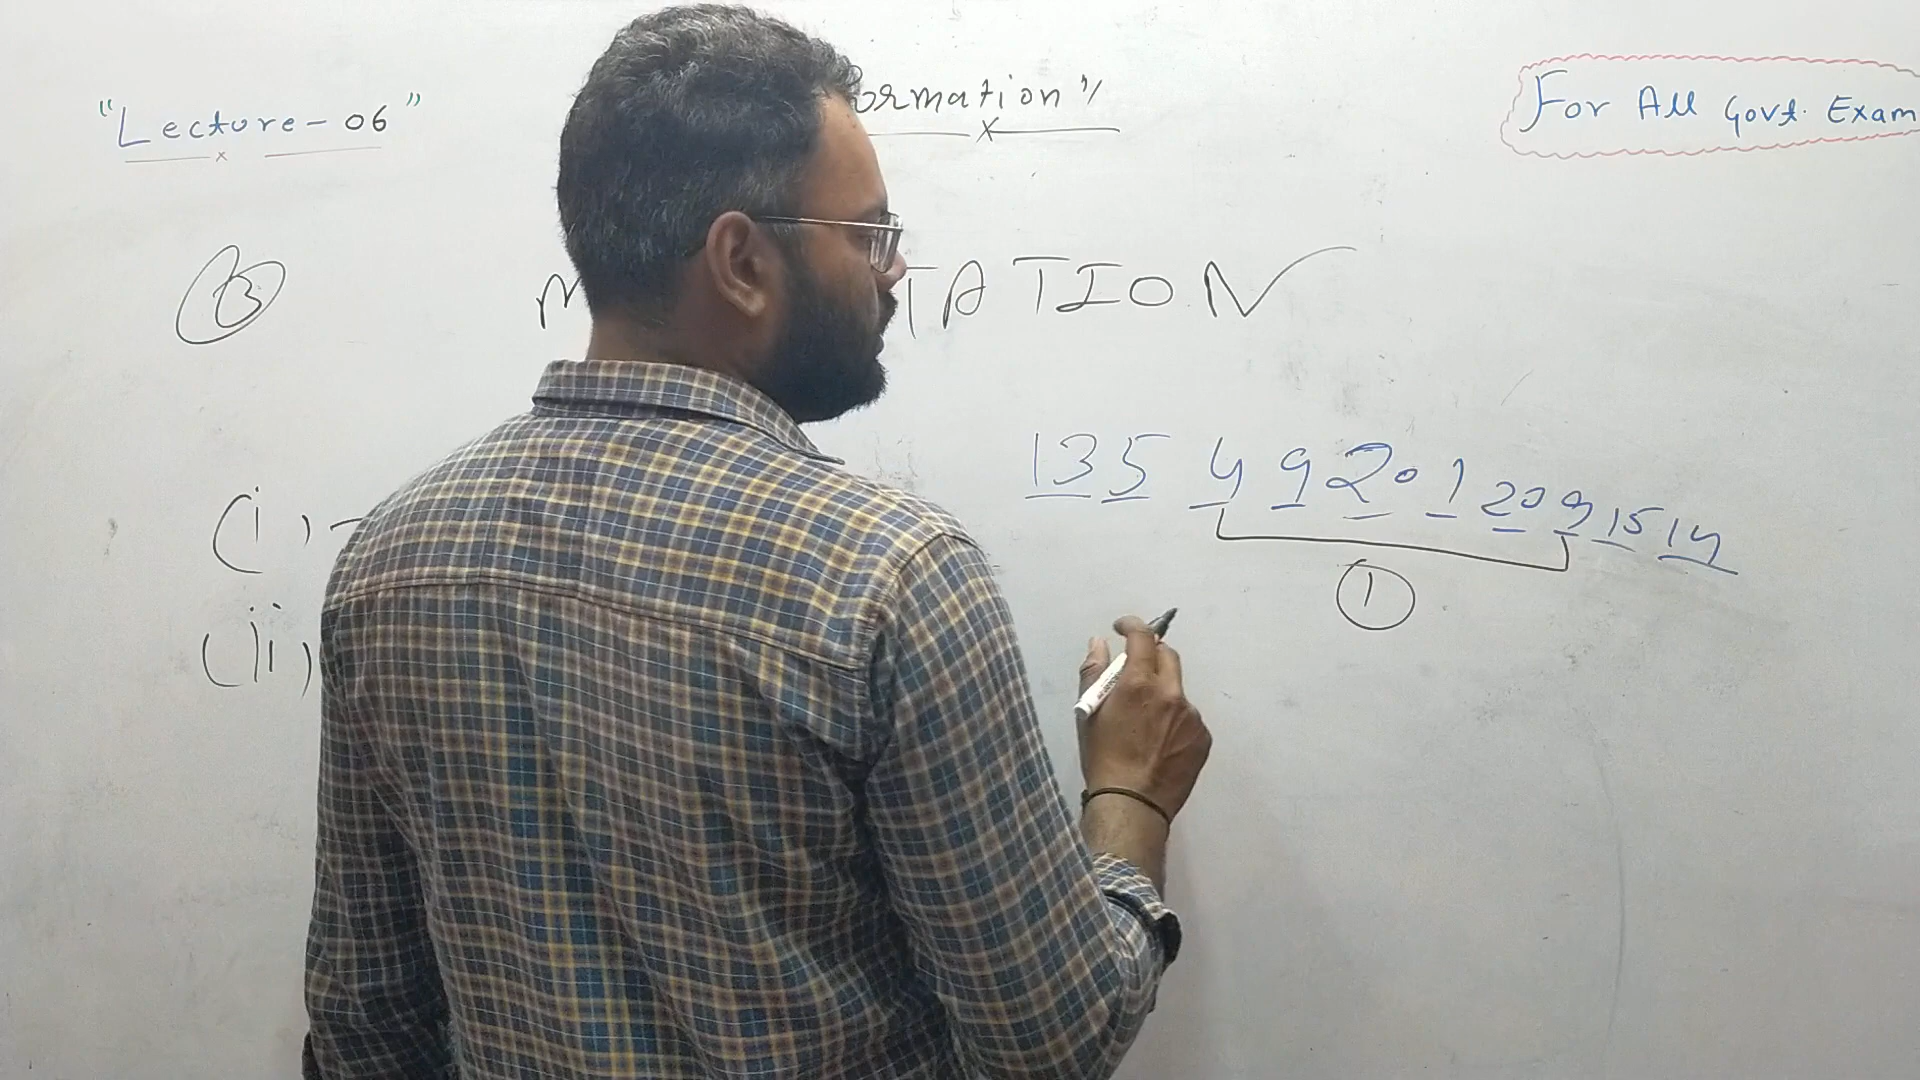 "Lecture-06"
ormation"
For All Govt. Exam
M TATION
13 5 4 9 20 1 20 9 15 14
1
(i)
(ii)